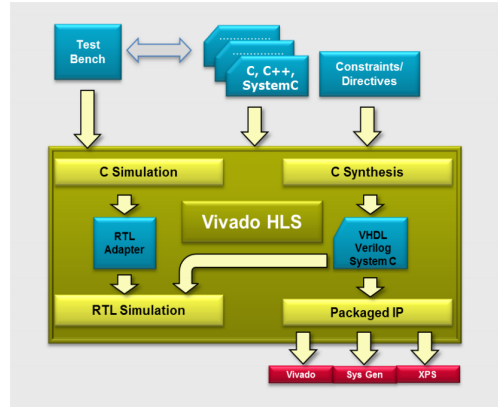 Test
Bench
C, C++,
SystemC
Constraints/
Directives
C Simulation
C Synthesis
Vivado HLS
RTL
Adapter
VHDL
Verilog
System C
RTL Simulation
Packaged IP
Vivado
Sys Gen
XPS